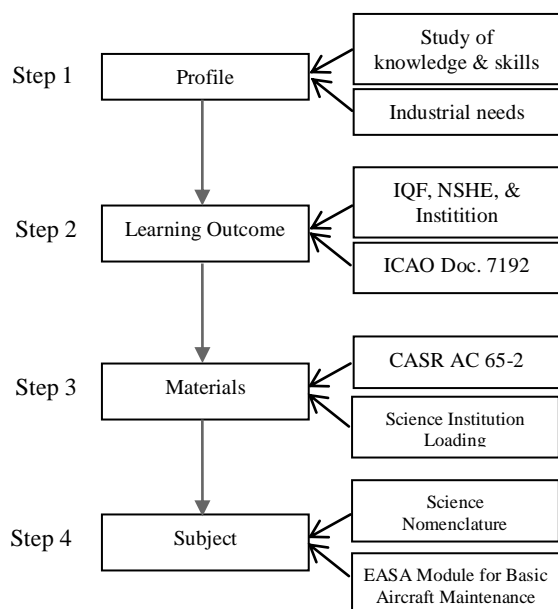 Step 1
Profile
Study of
knowledge & skills
Industrial needs
Step 2
Learning Outcome
IQF, NSHE, &
Institition
ICAO Doc. 7192
Step 3
Materials
CASR AC 65-2
Science Institution
Loading
Step 4
Subject
Science
Nomenclature
EASA Module for Basic
Aircraft Maintenance